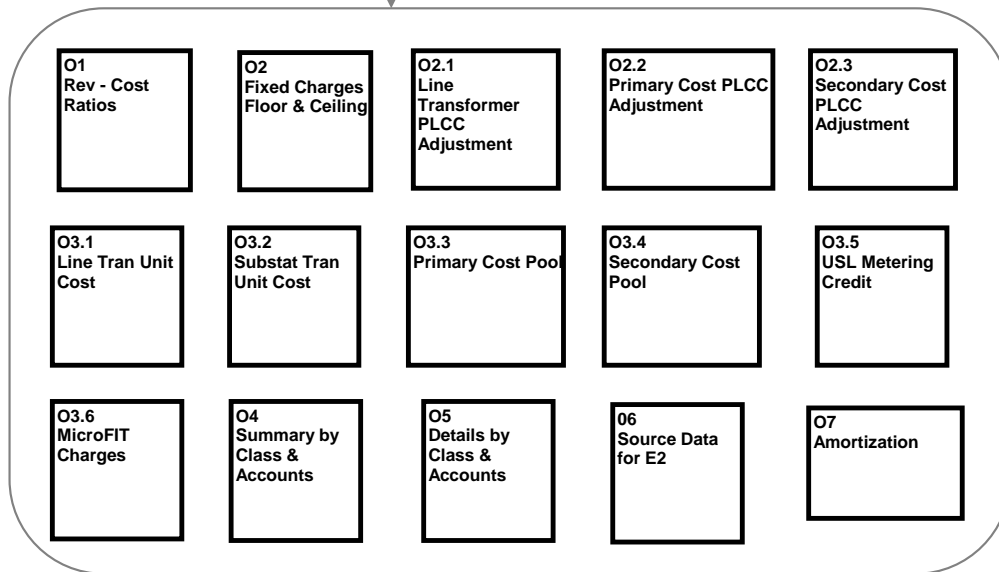 O1
Rev - Cost
Ratios
O2
Fixed Charges
Floor & Ceiling
O2.1
Line
Transformer
PLCC
Adjustment
O2.2
Primary Cost PLCC
Adjustment
O2.3
Secondary Cost
PLCC
Adjustment
O3.1
Line Tran Unit
Cost
O3.2
Substat Tran
Unit Cost
O3.3
Primary Cost Pool
O3.4
Secondary Cost
Pool
O3.5
USL Metering
Credit
O3.6
MicroFIT
Charges
O4
Summary by
Class &
Accounts
O5
Details by
Class &
Accounts
06
Source Data
for E2
O7
Amortization